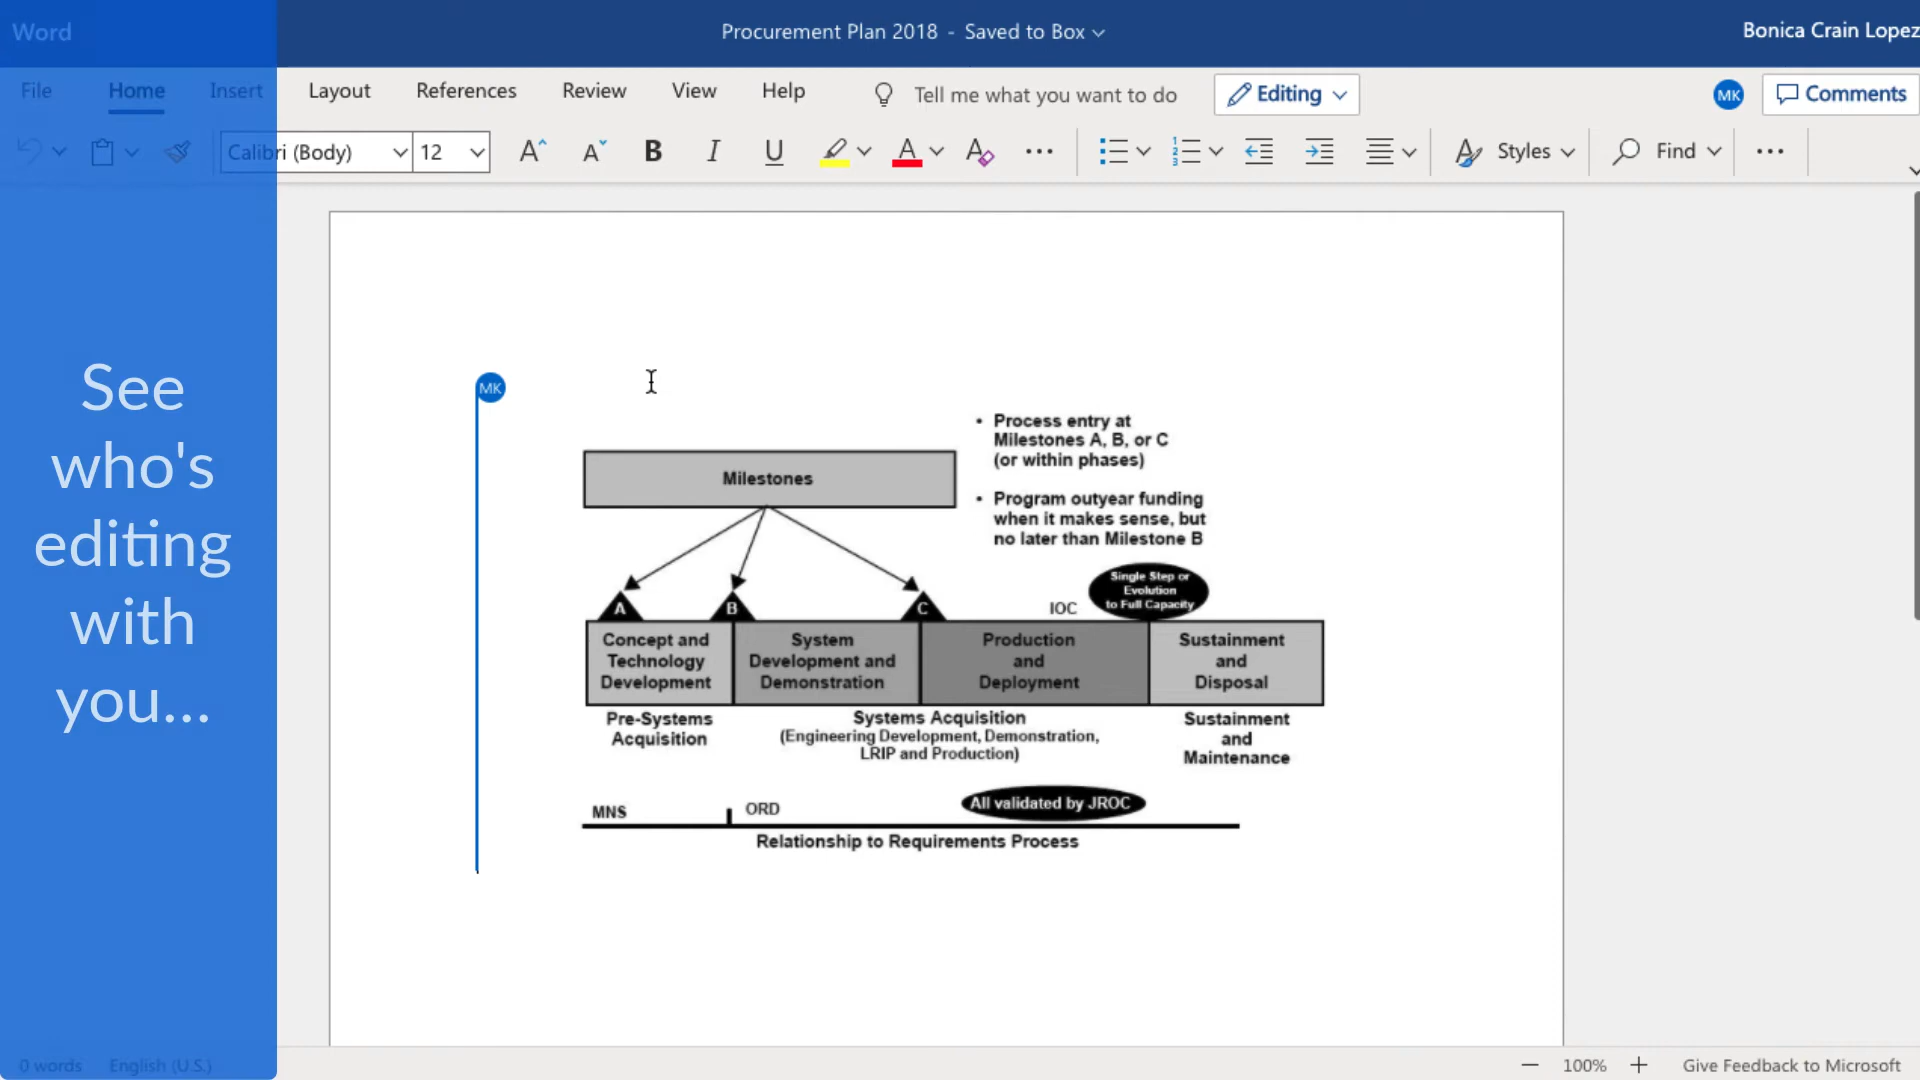 Word
Procurement Plan 2018 - Saved to Box
Bonica Crain Lopez
File Home Insert Layout References Review View Help Tell me what you want to do Editing MK Comments
Calibri (Body) 12 A A B I U A A ... Styles Find ...
See
who's
editing
with
you...
MK
• Process entry at
Milestones A, B, or C
(or within phases)
• Program outyear funding
when it makes sense, but
no later than Milestone B
Milestones
Single Step or
Evolution
to Full Capacity
A B C IOC
Concept and
Technology
Development
System
Development and
Demonstration
Production
and
Deployment
Sustainment
and
Disposal
Pre-Systems
Acquisition
Systems Acquisition
(Engineering Development, Demonstration,
LRIP and Production)
Sustainment
and
Maintenance
MNS ORD All validated by JROC
Relationship to Requirements Process
0 words English (U.S.) 100% Give Feedback to Microsoft